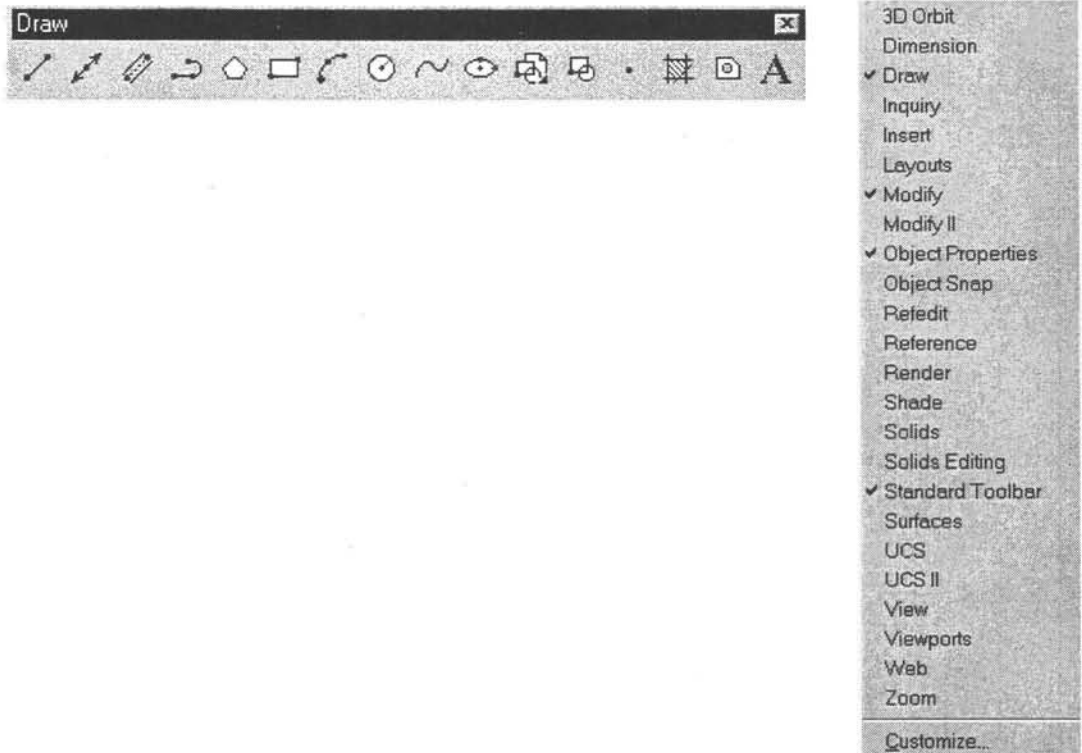 Draw
A
3D Orbit
Dimension
Draw
Inquiry
Insert
Layouts
Modify
Modify II
Object Properties
Object Snap
Refedit
Reference
Render
Shade
Solids
Solids Editing
Standard Toolbar
Surfaces
UCS
UCS II
View
Viewports
Web
Zoom
Customize...